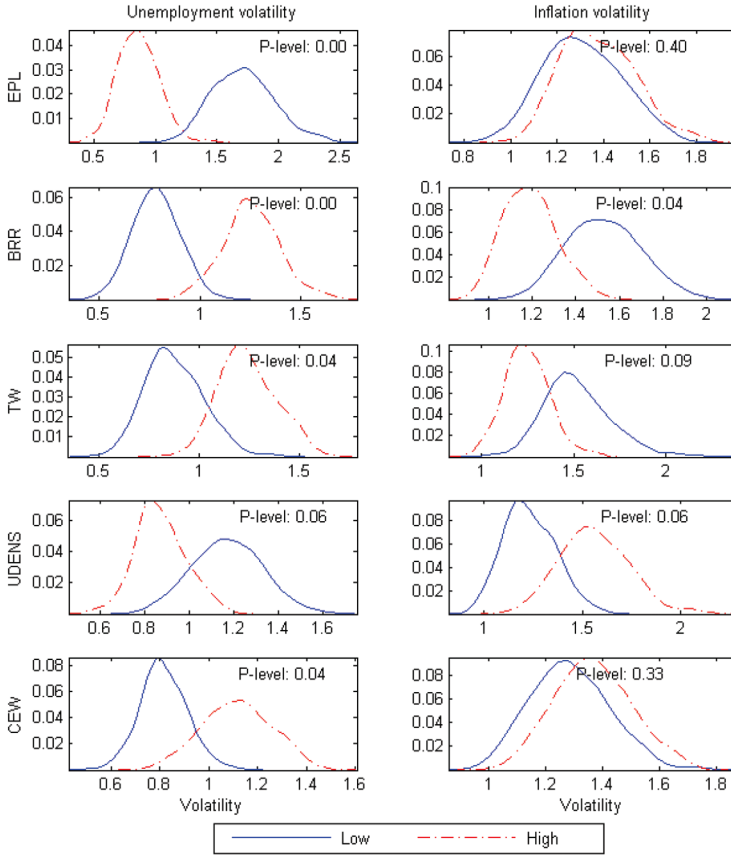 Unemployment volatility
Inflation volatility
EPL
0.04
0.03
0.02
0.01
P-level: 0.00
0.5 1 1.5 2 2.5
0.06
0.04
0.02
P-level: 0.40
0.8 1 1.2 1.4 1.6 1.8
BRR
0.06
0.04
0.02
P-level: 0.00
0.5 1 1.5
0.1
0.08
0.06
0.04
0.02
P-level: 0.04
1 1.2 1.4 1.6 1.8 2
TW
0.05
0.04
0.03
0.02
0.01
P-level: 0.04
0.5 1 1.5
0.1
0.08
0.06
0.04
0.02
P-level: 0.09
1 1.5 2
UDENS
0.06
0.04
0.02
P-level: 0.06
0.6 0.8 1 1.2 1.4 1.6
0.08
0.06
0.04
0.02
P-level: 0.06
1 1.5 2
CEW
0.08
0.06
0.04
0.02
P-level: 0.04
0.6 0.8 1 1.2 1.4 1.6
Volatility
0.08
0.06
0.04
0.02
P-level: 0.33
1 1.2 1.4 1.6 1.8
Volatility
Low
High